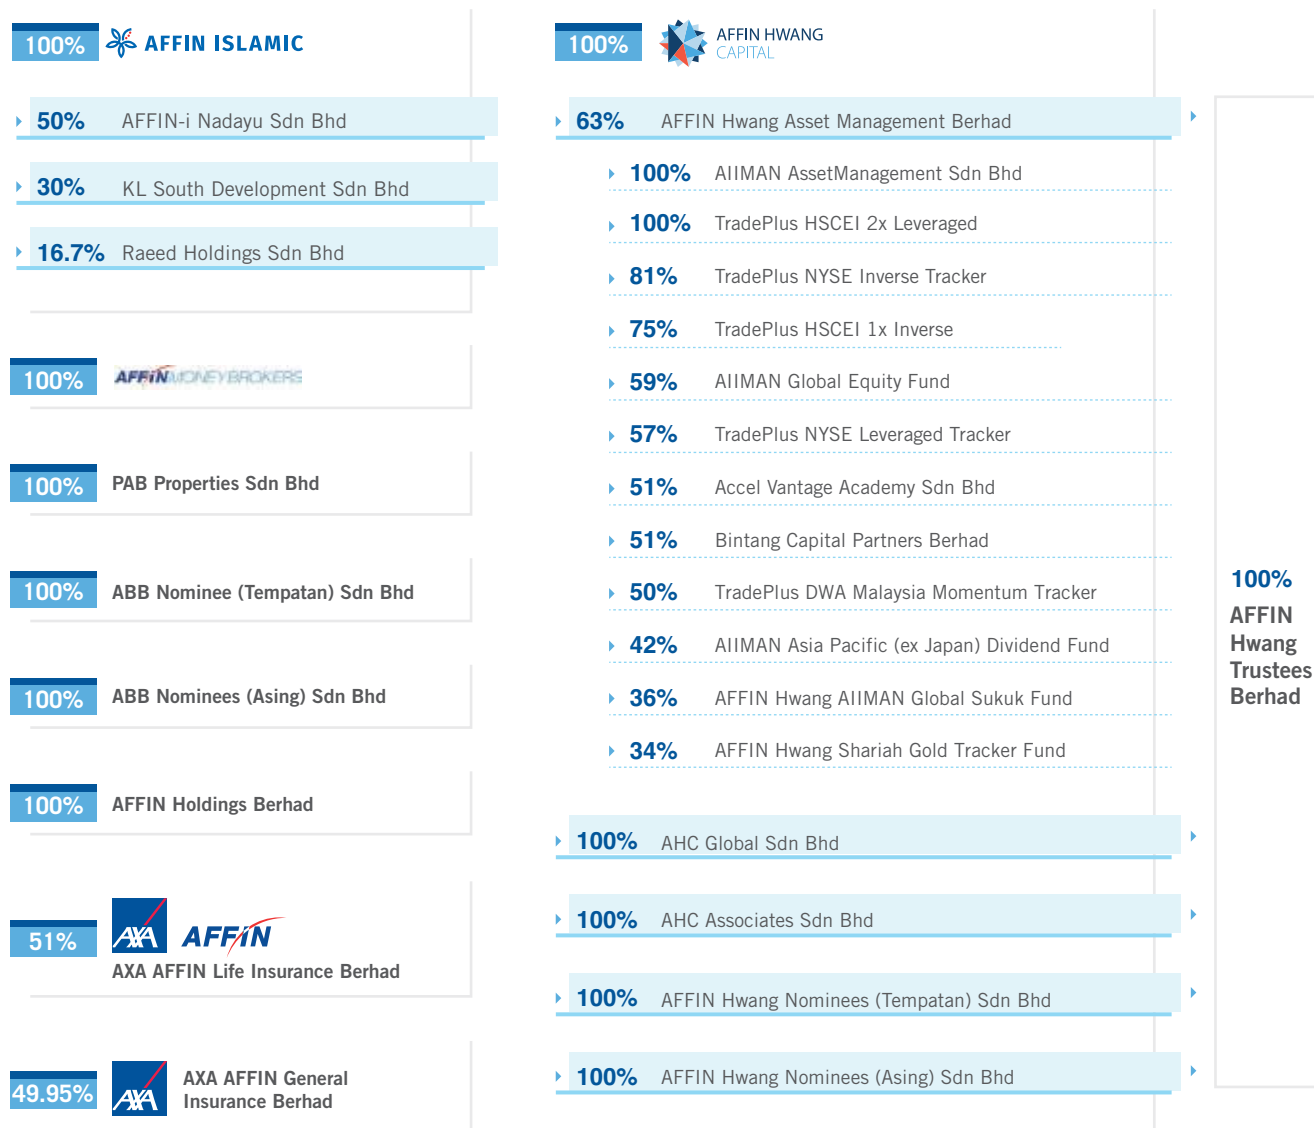 100% AFFIN ISLAMIC
50% AFFIN-i Nadayu Sdn Bhd
30% KL South Development Sdn Bhd
16.7% Raeed Holdings Sdn Bhd
100% AFFIN MONEYBROKERS
100% PAB Properties Sdn Bhd
100% ABB Nominee (Tempatan) Sdn Bhd
100% ABB Nominees (Asing) Sdn Bhd
100% AFFIN Holdings Berhad
51% AXA AFFIN
AXA AFFIN Life Insurance Berhad
49.95% AXA
AXA AFFIN General
Insurance Berhad
100% AFFIN HWANG
CAPITAL
63% AFFIN Hwang Asset Management Berhad
100% AIIMAN AssetManagement Sdn Bhd
100% TradePlus HSCEI 2x Leveraged
81% TradePlus NYSE Inverse Tracker
75% TradePlus HSCEI 1x Inverse
59% AIIMAN Global Equity Fund
57% TradePlus NYSE Leveraged Tracker
51% Accel Vantage Academy Sdn Bhd
51% Bintang Capital Partners Berhad
50% TradePlus DWA Malaysia Momentum Tracker
42% AIIMAN Asia Pacific (ex Japan) Dividend Fund
36% AFFIN Hwang AIIMAN Global Sukuk Fund
34% AFFIN Hwang Shariah Gold Tracker Fund
100% AHC Global Sdn Bhd
100% AHC Associates Sdn Bhd
100% AFFIN Hwang Nominees (Tempatan) Sdn Bhd
100% AFFIN Hwang Nominees (Asing) Sdn Bhd
100%
AFFIN
Hwang
Trustees
Berhad